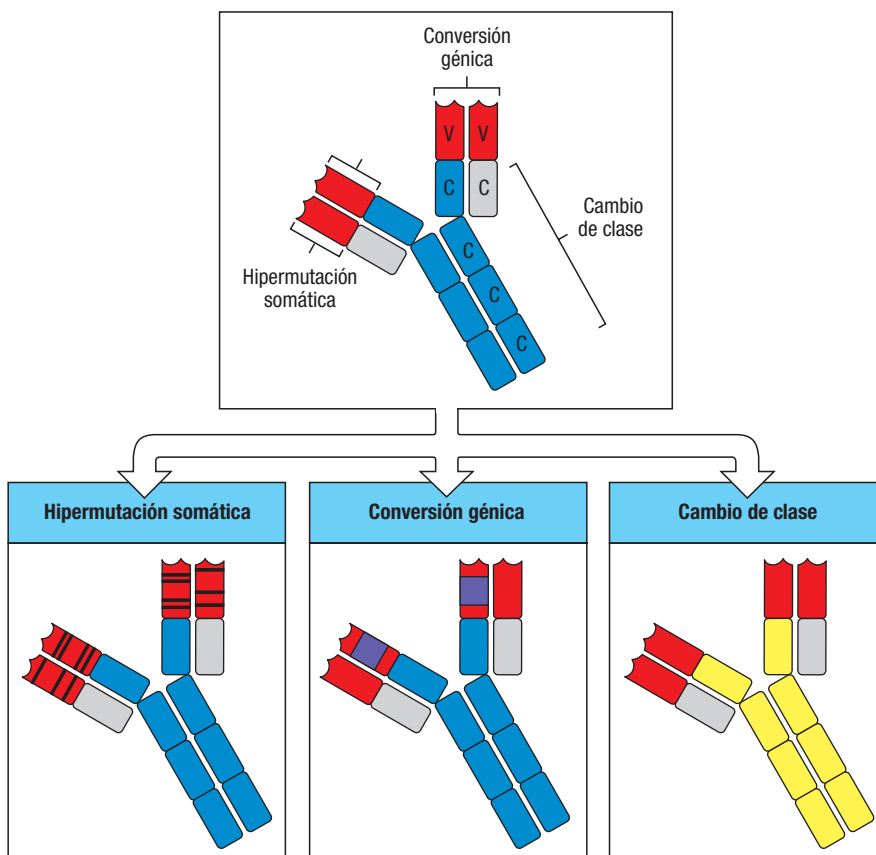 Conversión
génica
V
V
C
C
Cambio
de clase
C
C
C
Hipermutación
somática
Hipermutación somática
Conversión génica
Cambio de clase